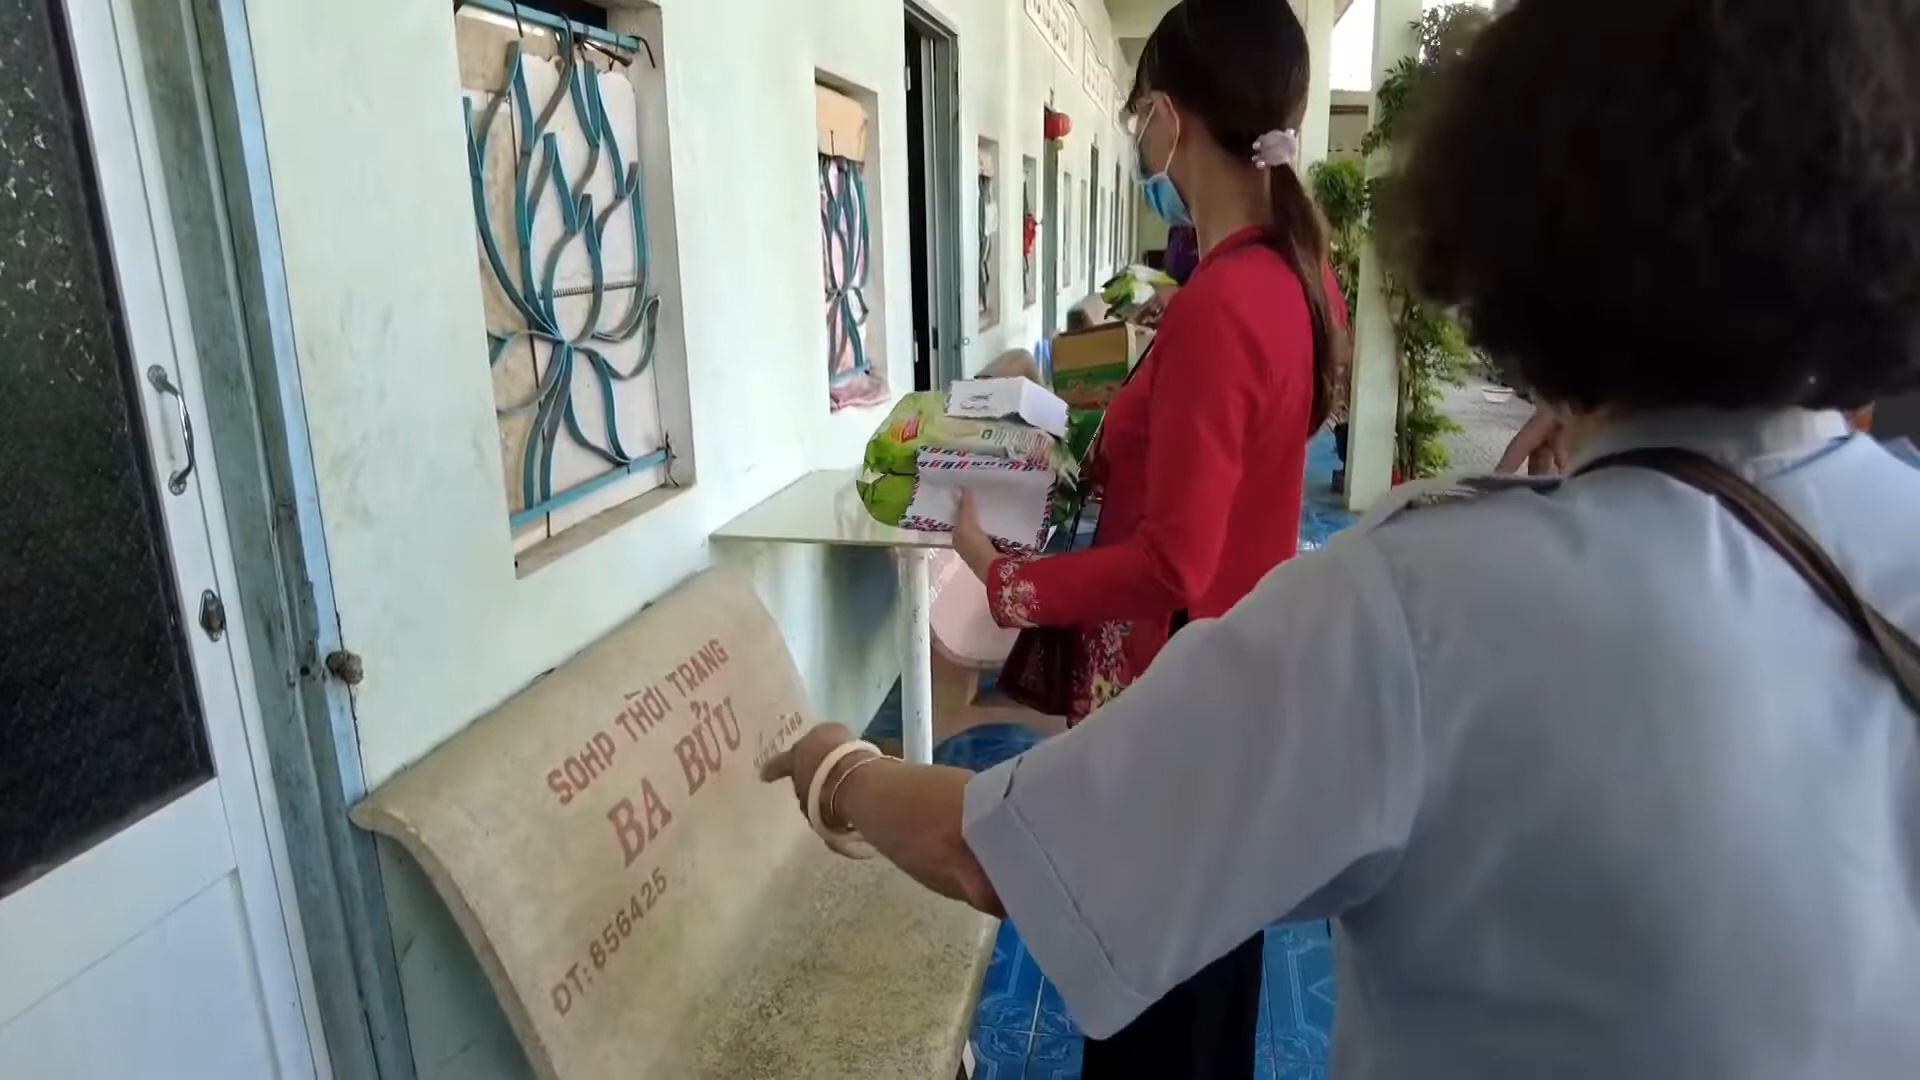 SOHP THỜI TRANG
BA BỬU
ĐT: 856425